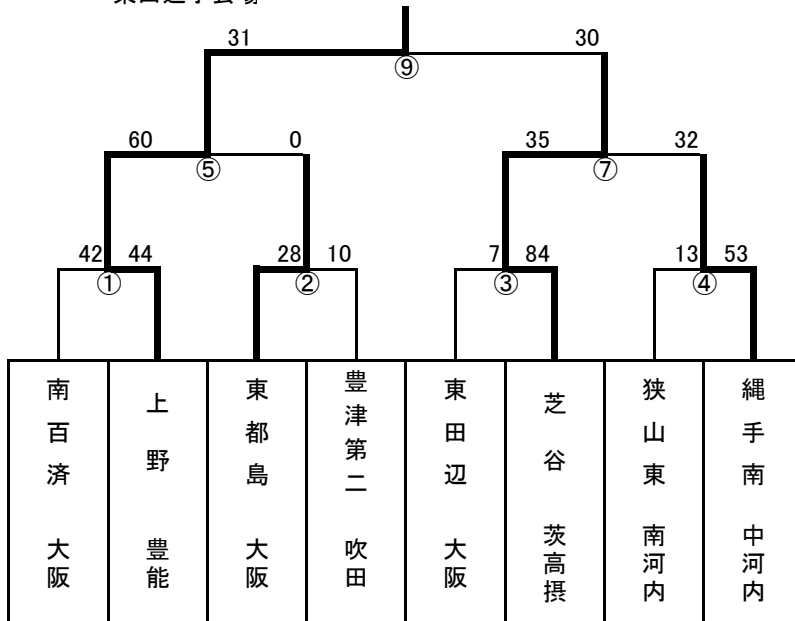 31 30
⑨
60 0 35 32
⑤ ⑦
42 44 28 10 7 84 13 53
① ② ③ ④
南百済 大阪
上野 豊能
東都島 大阪
豊津第二 吹田
東田辺 大阪
芝谷 茨高摂
狭山東 南河内
縄手南 中河内